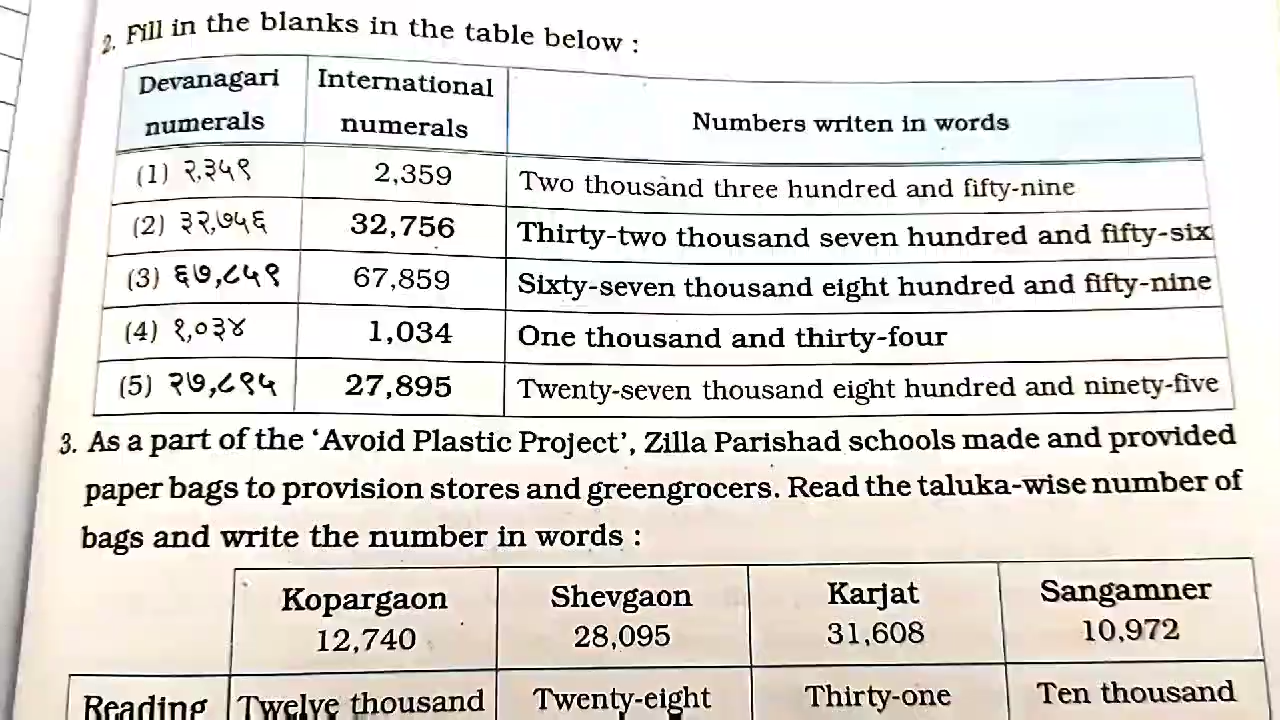 2. Fill in the blanks in the table below :
Devanagari numerals International numerals Numbers writen in words
(1) २,३५९ 2,359 Two thousand three hundred and fifty-nine
(2) ३२,७५६ 32,756 Thirty-two thousand seven hundred and fifty-six
(3) ६७,८५९ 67,859 Sixty-seven thousand eight hundred and fifty-nine
(4) १,०३४ 1,034 One thousand and thirty-four
(5) २७,८९५ 27,895 Twenty-seven thousand eight hundred and ninety-five
3. As a part of the ‘Avoid Plastic Project’, Zilla Parishad schools made and provided
paper bags to provision stores and greengrocers. Read the taluka-wise number of
bags and write the number in words :
Kopargaon Shevgaon Karjat Sangamner
12,740 28,095 31,608 10,972
Reading Twelve thousand Twenty-eight Thirty-one Ten thousand